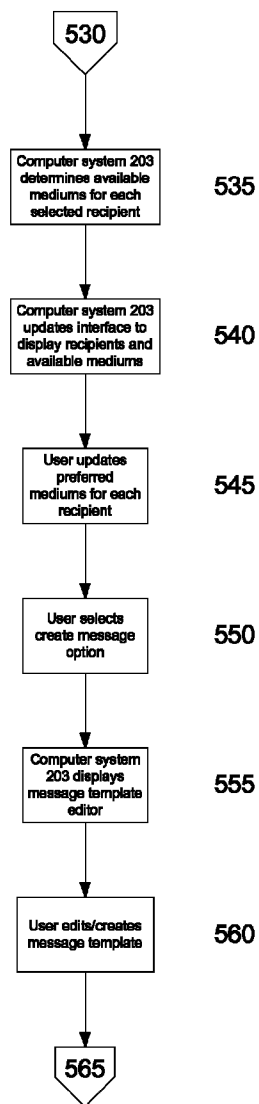 530
Computer system 203
determines available
mediums for each
selected recipient
535
Computer system 203
updates interface to
display recipients and
available mediums
540
User updates
preferred
mediums for each
recipient
545
User selects
create message
option
550
Computer system
203 displays
message template
editor
555
User edits/creates
message template
560
565